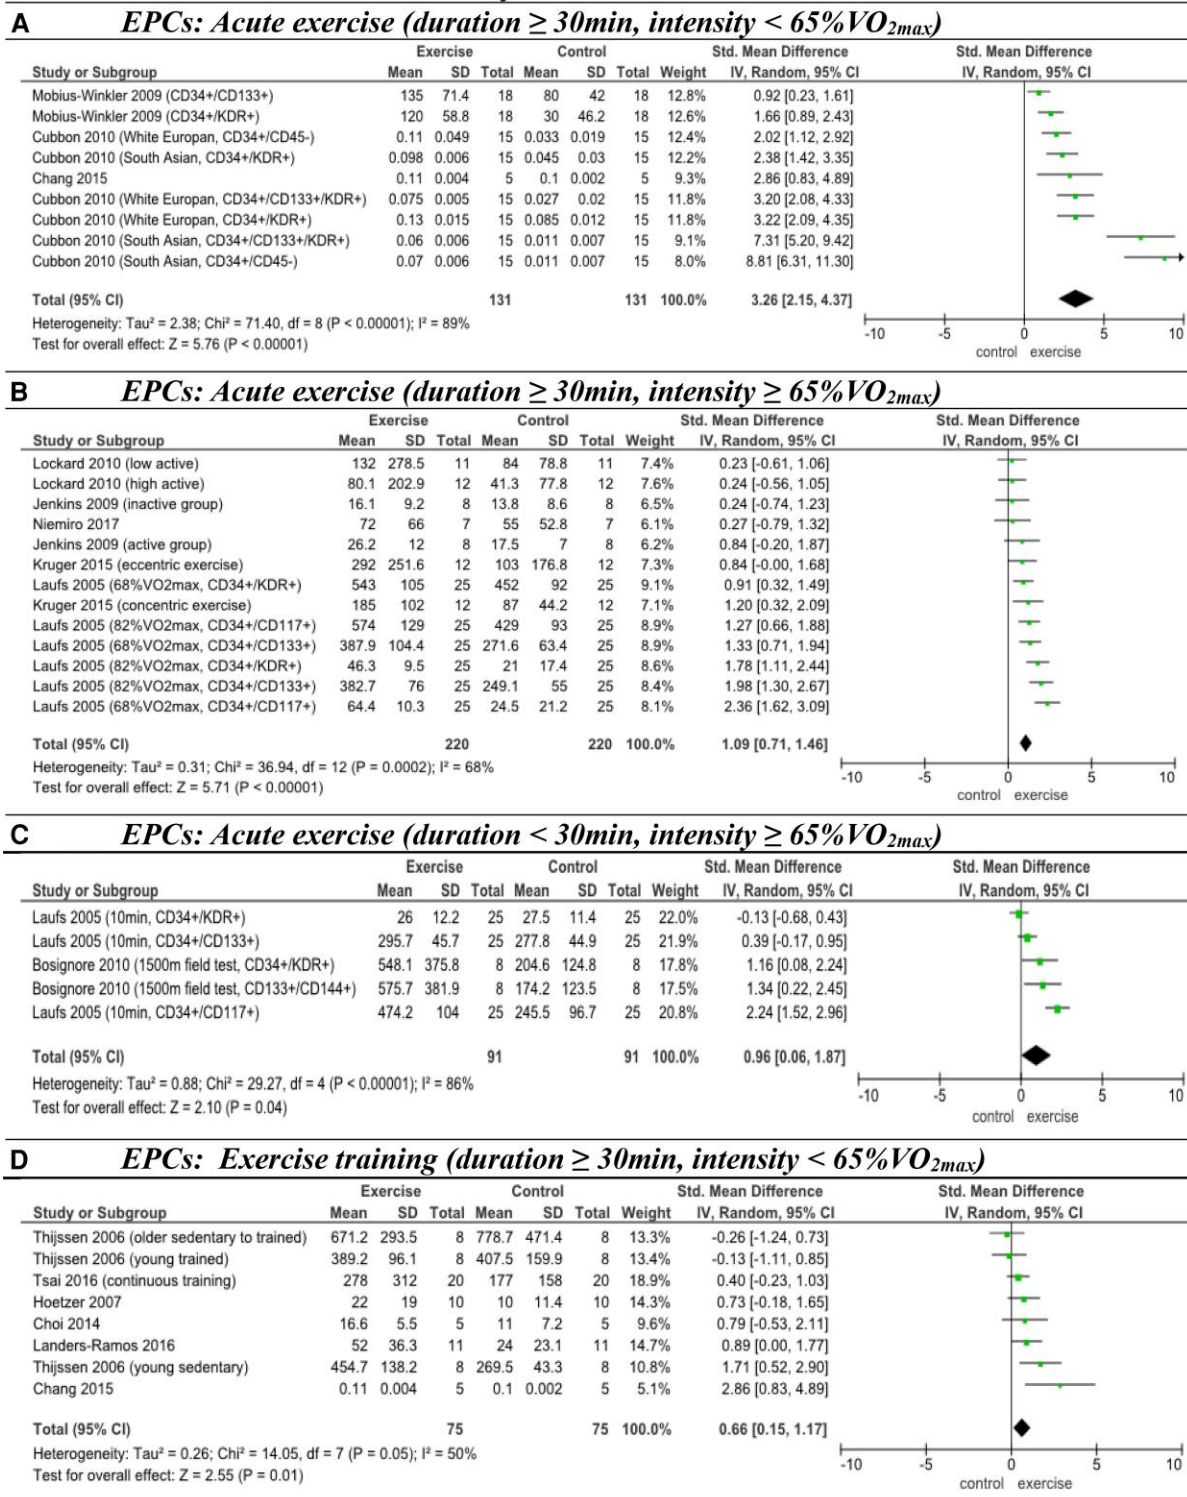 A EPCs: Acute exercise (duration ≥ 30min, intensity < 65%VO2max)
Exercise Control Std. Mean Difference Std. Mean Difference
Study or Subgroup Mean SD Total Mean SD Total Weight IV, Random, 95% CI IV, Random, 95% CI
Mobius-Winkler 2009 (CD34+/CD133+) 135 71.4 18 80 42 18 12.8% 0.92 [0.23, 1.61]
Mobius-Winkler 2009 (CD34+/KDR+) 120 58.8 18 30 46.2 18 12.6% 1.66 [0.89, 2.43]
Cubbon 2010 (White Europan, CD34+/CD45-) 0.11 0.049 15 0.033 0.019 15 12.4% 2.02 [1.12, 2.92]
Cubbon 2010 (South Asian, CD34+/KDR+) 0.098 0.006 15 0.045 0.03 15 12.2% 2.38 [1.42, 3.35]
Chang 2015 0.11 0.004 5 0.1 0.002 5 9.3% 2.86 [0.83, 4.89]
Cubbon 2010 (White Europan, CD34+/CD133+/KDR+) 0.075 0.005 15 0.027 0.02 15 11.8% 3.20 [2.08, 4.33]
Cubbon 2010 (White Europan, CD34+/KDR+) 0.13 0.015 15 0.085 0.012 15 11.8% 3.22 [2.09, 4.35]
Cubbon 2010 (South Asian, CD34+/CD133+/KDR+) 0.06 0.006 15 0.011 0.007 15 9.1% 7.31 [5.20, 9.42]
Cubbon 2010 (South Asian, CD34+/CD45-) 0.07 0.006 15 0.011 0.007 15 8.0% 8.81 [6.31, 11.30]
Total (95% CI) 131 131 100.0% 3.26 [2.15, 4.37]
Heterogeneity: Tau² = 2.38; Chi² = 71.40, df = 8 (P < 0.00001); I² = 89%
Test for overall effect: Z = 5.76 (P < 0.00001)
-10 -5 0 5 10
control exercise
B EPCs: Acute exercise (duration ≥ 30min, intensity ≥ 65%VO2max)
Exercise Control Std. Mean Difference Std. Mean Difference
Study or Subgroup Mean SD Total Mean SD Total Weight IV, Random, 95% CI IV, Random, 95% CI
Lockard 2010 (low active) 132 278.5 11 84 78.8 11 7.4% 0.23 [-0.61, 1.06]
Lockard 2010 (high active) 80.1 202.9 12 41.3 77.8 12 7.6% 0.24 [-0.56, 1.05]
Jenkins 2009 (inactive group) 16.1 9.2 8 13.8 8.6 8 6.5% 0.24 [-0.74, 1.23]
Niemiro 2017 72 66 7 55 52.8 7 6.1% 0.27 [-0.79, 1.32]
Jenkins 2009 (active group) 26.2 12 8 17.5 7 8 6.2% 0.84 [-0.20, 1.87]
Kruger 2015 (eccentric exercise) 292 251.6 12 103 176.8 12 7.3% 0.84 [-0.00, 1.68]
Laufs 2005 (68%VO2max, CD34+/KDR+) 543 105 25 452 92 25 9.1% 0.91 [0.32, 1.49]
Kruger 2015 (concentric exercise) 185 102 12 87 44.2 12 7.1% 1.20 [0.32, 2.09]
Laufs 2005 (82%VO2max, CD34+/CD117+) 574 129 25 429 93 25 8.9% 1.27 [0.66, 1.88]
Laufs 2005 (68%VO2max, CD34+/CD133+) 387.9 104.4 25 271.6 63.4 25 8.9% 1.33 [0.71, 1.94]
Laufs 2005 (82%VO2max, CD34+/KDR+) 46.3 9.5 25 21 17.4 25 8.6% 1.78 [1.11, 2.44]
Laufs 2005 (82%VO2max, CD34+/CD133+) 382.7 76 25 249.1 55 25 8.4% 1.98 [1.30, 2.67]
Laufs 2005 (68%VO2max, CD34+/CD117+) 64.4 10.3 25 24.5 21.2 25 8.1% 2.36 [1.62, 3.09]
Total (95% CI) 220 220 100.0% 1.09 [0.71, 1.46]
Heterogeneity: Tau² = 0.31; Chi² = 36.94, df = 12 (P = 0.0002); I² = 68%
Test for overall effect: Z = 5.71 (P < 0.00001)
-10 -5 0 5 10
control exercise
C EPCs: Acute exercise (duration < 30min, intensity ≥ 65%VO2max)
Exercise Control Std. Mean Difference Std. Mean Difference
Study or Subgroup Mean SD Total Mean SD Total Weight IV, Random, 95% CI IV, Random, 95% CI
Laufs 2005 (10min, CD34+/KDR+) 26 12.2 25 27.5 11.4 25 22.0% -0.13 [-0.68, 0.43]
Laufs 2005 (10min, CD34+/CD133+) 295.7 45.7 25 277.8 44.9 25 21.9% 0.39 [-0.17, 0.95]
Bosignore 2010 (1500m field test, CD34+/KDR+) 548.1 375.8 8 204.6 124.8 8 17.8% 1.16 [0.08, 2.24]
Bosignore 2010 (1500m field test, CD133+/CD144+) 575.7 381.9 8 174.2 123.5 8 17.5% 1.34 [0.22, 2.45]
Laufs 2005 (10min, CD34+/CD117+) 474.2 104 25 245.5 96.7 25 20.8% 2.24 [1.52, 2.96]
Total (95% CI) 91 91 100.0% 0.96 [0.06, 1.87]
Heterogeneity: Tau² = 0.88; Chi² = 29.27, df = 4 (P < 0.00001); I² = 86%
Test for overall effect: Z = 2.10 (P = 0.04)
-10 -5 0 5 10
control exercise
D EPCs: Exercise training (duration ≥ 30min, intensity < 65%VO2max)
Exercise Control Std. Mean Difference Std. Mean Difference
Study or Subgroup Mean SD Total Mean SD Total Weight IV, Random, 95% CI IV, Random, 95% CI
Thijssen 2006 (older sedentary to trained) 671.2 293.5 8 778.7 471.4 8 13.3% -0.26 [-1.24, 0.73]
Thijssen 2006 (young trained) 389.2 96.1 8 407.5 159.9 8 13.4% -0.13 [-1.11, 0.85]
Tsai 2016 (continuous training) 278 312 20 177 158 20 18.9% 0.40 [-0.23, 1.03]
Hoetzer 2007 22 19 10 10 11.4 10 14.3% 0.73 [-0.18, 1.65]
Choi 2014 16.6 5.5 5 11 7.2 5 9.6% 0.79 [-0.53, 2.11]
Landers-Ramos 2016 52 36.3 11 24 23.1 11 14.7% 0.89 [0.00, 1.77]
Thijssen 2006 (young sedentary) 454.7 138.2 8 269.5 43.3 8 10.8% 1.71 [0.52, 2.90]
Chang 2015 0.11 0.004 5 0.1 0.002 5 5.1% 2.86 [0.83, 4.89]
Total (95% CI) 75 75 100.0% 0.66 [0.15, 1.17]
Heterogeneity: Tau² = 0.26; Chi² = 14.05, df = 7 (P = 0.05); I² = 50%
Test for overall effect: Z = 2.55 (P = 0.01)
-10 -5 0 5 10
control exercise